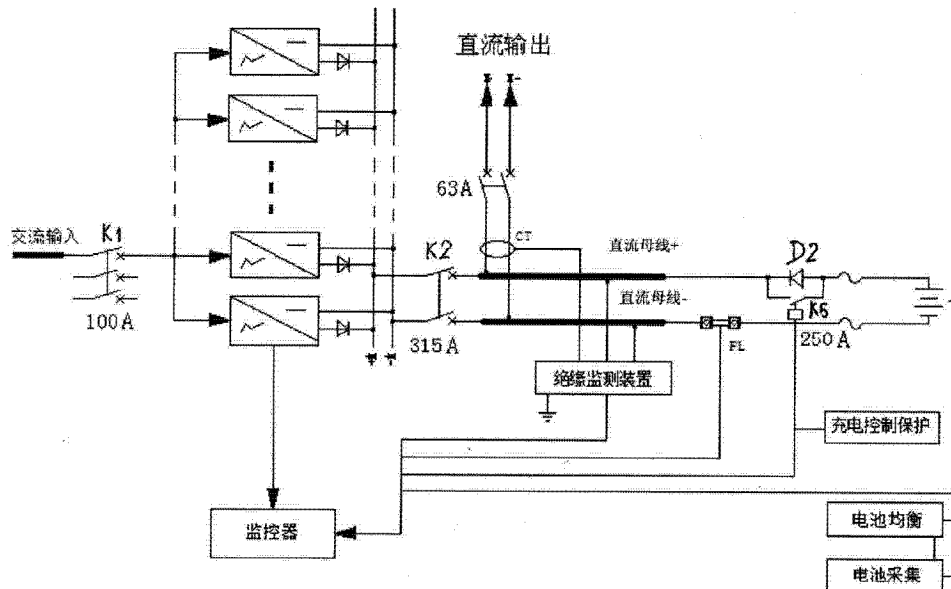 直流输出
63A
CT
交流输入
K1
100A
K2
315A
直流母线+
直流母线-
D2
K6
250A
FL
绝缘监测装置
充电控制保护
监控器
电池均衡
电池采集